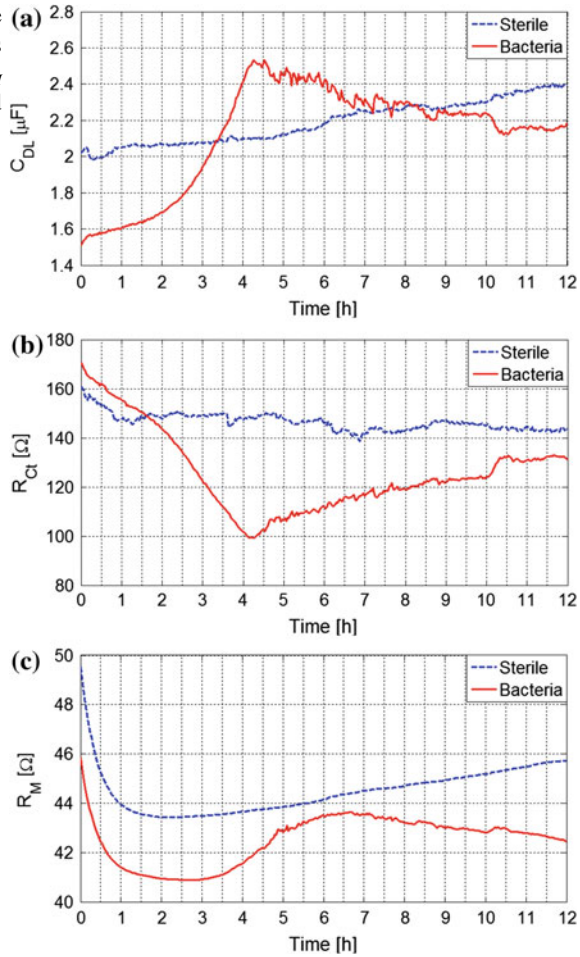 e
s
y
(a)
2.8
2.6
2.4
2.2
2
1.8
1.6
1.4
C_DL [μF]
Sterile
Bacteria
0 1 2 3 4 5 6 7 8 9 10 11 12
Time [h]
(b)
180
160
140
120
100
80
R_Ct [Ω]
Sterile
Bacteria
0 1 2 3 4 5 6 7 8 9 10 11 12
Time [h]
(c)
50
48
46
44
42
40
R_M [Ω]
Sterile
Bacteria
0 1 2 3 4 5 6 7 8 9 10 11 12
Time [h]